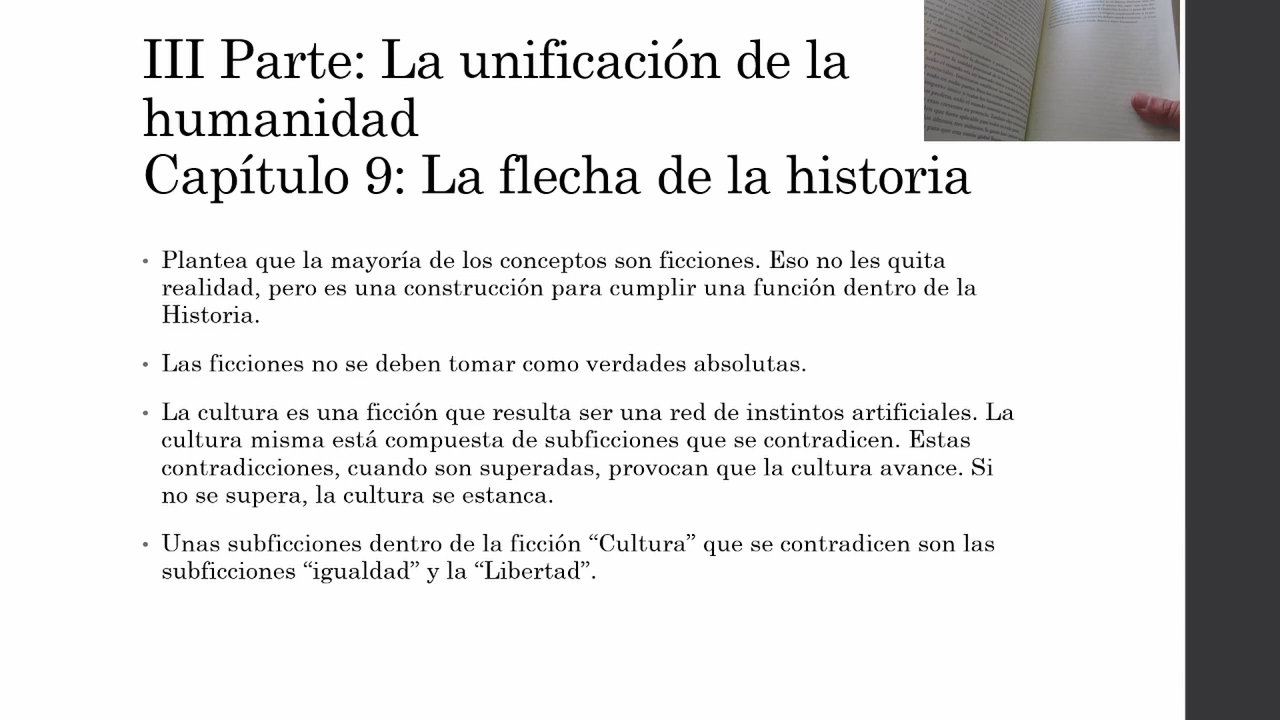 III Parte: La unificación de la
humanidad
Capítulo 9: La flecha de la historia
• Plantea que la mayoría de los conceptos son ficciones. Eso no les quita
realidad, pero es una construcción para cumplir una función dentro de la
Historia.
• Las ficciones no se deben tomar como verdades absolutas.
• La cultura es una ficción que resulta ser una red de instintos artificiales. La
cultura misma está compuesta de subficciones que se contradicen. Estas
contradicciones, cuando son superadas, provocan que la cultura avance. Si
no se supera, la cultura se estanca.
• Unas subficciones dentro de la ficción “Cultura” que se contradicen son las
subficciones “igualdad” y la “Libertad”.